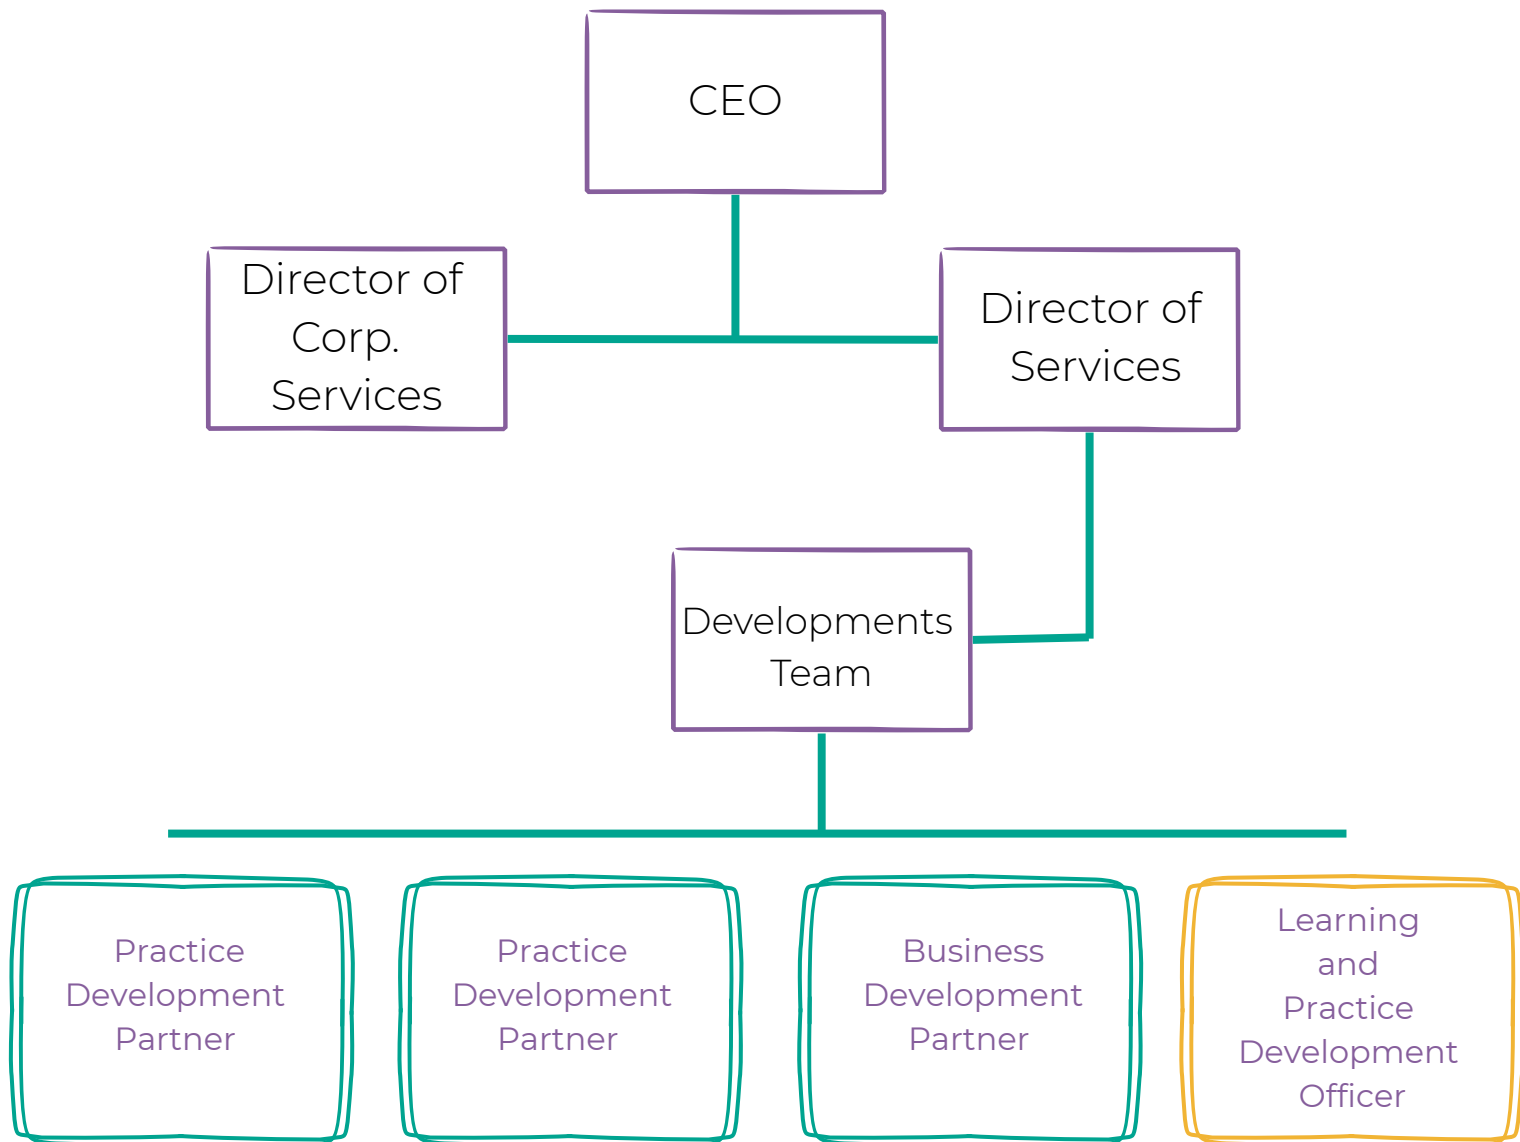 CEO
Director of
Corp.
Services
Director of
Services
Developments
Team
Practice
Development
Partner
Practice
Development
Partner
Business
Development
Partner
Learning
and
Practice
Development
Officer